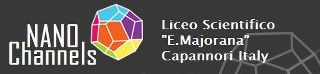 NANO
Channels
Liceo Scientifico
"E.Majorana"
Capannori Italy